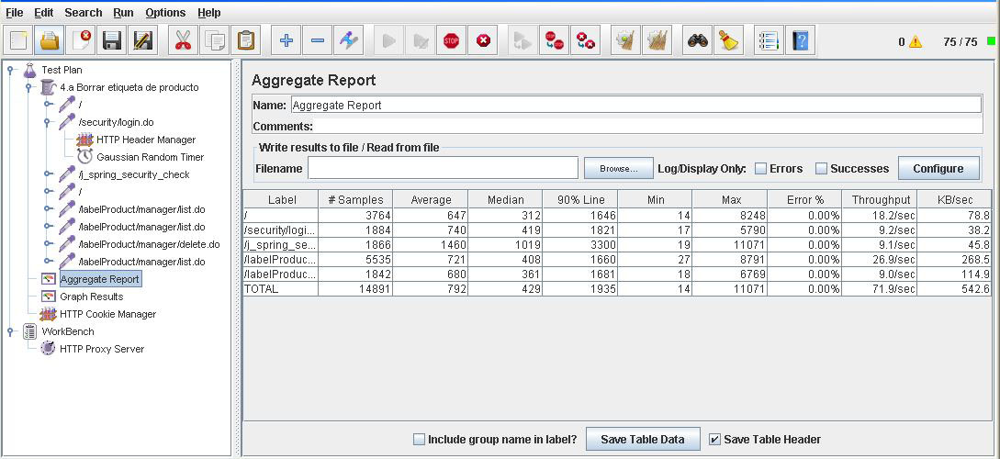 File Edit Search Run Options Help
STOP STOP 0 75 / 75
Test Plan
4.a Borrar etiqueta de producto
/
/security/login.do
HTTP Header Manager
Gaussian Random Timer
/j_spring_security_check
/
/labelProduct/manager/list.do
/labelProduct/manager/list.do
/labelProduct/manager/delete.do
/labelProduct/manager/list.do
Aggregate Report
Graph Results
HTTP Cookie Manager
WorkBench
HTTP Proxy Server
Aggregate Report
Name: Aggregate Report
Comments:
Write results to file / Read from file
Filename Browse... Log/Display Only: Errors Successes Configure
Label # Samples Average Median 90% Line Min Max Error % Throughput KB/sec
/ 3764 647 312 1646 14 8248 0.00% 18.2/sec 78.8
/security/logi... 1884 740 419 1821 17 5790 0.00% 9.2/sec 38.2
/j_spring_se... 1866 1460 1019 3300 19 11071 0.00% 9.1/sec 45.8
/labelProduc... 5535 721 408 1660 27 8791 0.00% 26.9/sec 268.5
/labelProduc... 1842 680 361 1681 18 6769 0.00% 9.0/sec 114.9
TOTAL 14891 792 429 1935 14 11071 0.00% 71.9/sec 542.6
Include group name in label? Save Table Data Save Table Header